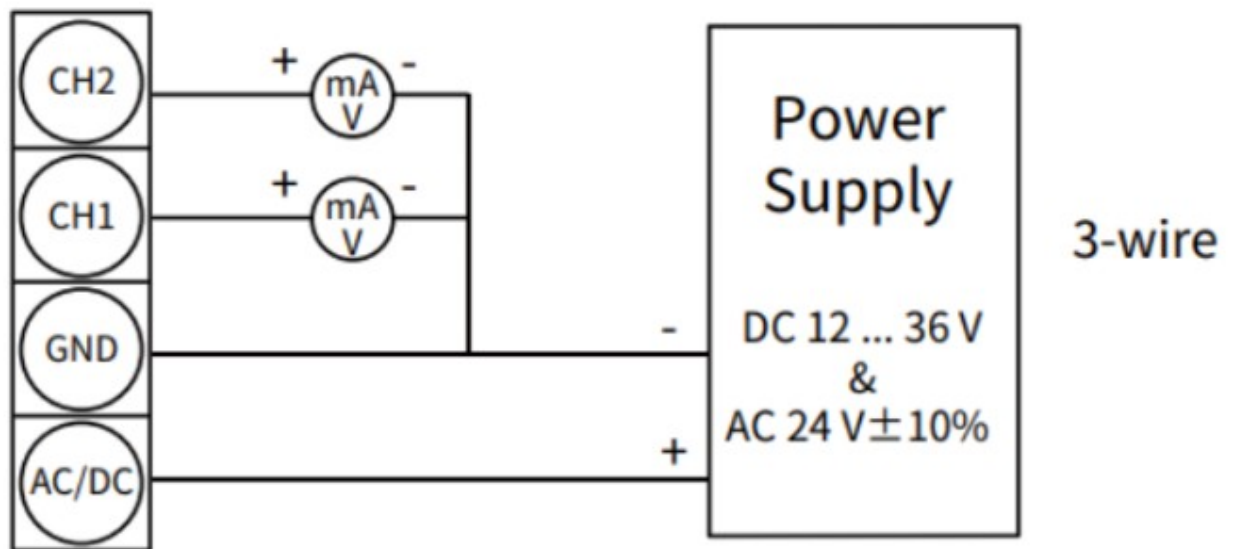 CH2
+
mA
V
-
CH1
+
mA
V
-
GND
-
AC/DC
+
Power
Supply
DC 12 ... 36 V
&
AC 24 V±10%
3-wire